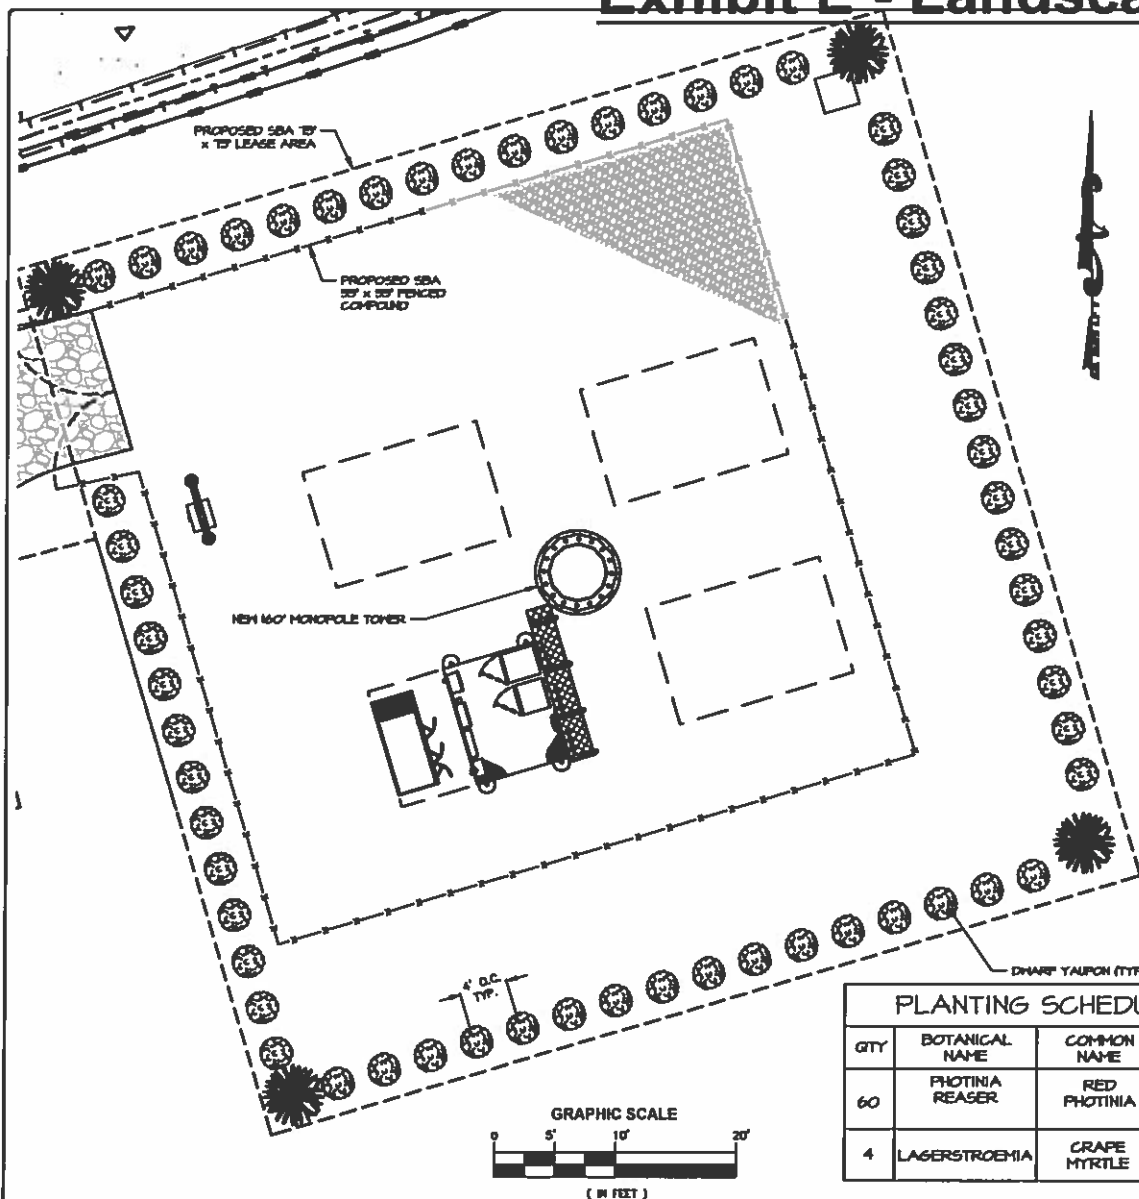 Exhibit E - Landsca
PROPOSED SBA 75'
x 75' LEASE AREA
PROPOSED SBA
55' x 55' FENCED
COMPOUND
NEW 160' MONOPOLE TOWER
4' O.C.
TYP.
DWARF YAUPON (TYP
PLANTING SCHEDU
QTY
BOTANICAL
NAME
COMMON
NAME
60
PHOTINIA
REASER
RED
PHOTINIA
4
LAGERSTROEMIA
CRAPE
MYRTLE
GRAPHIC SCALE
0 5' 10' 20'
( IN FEET )